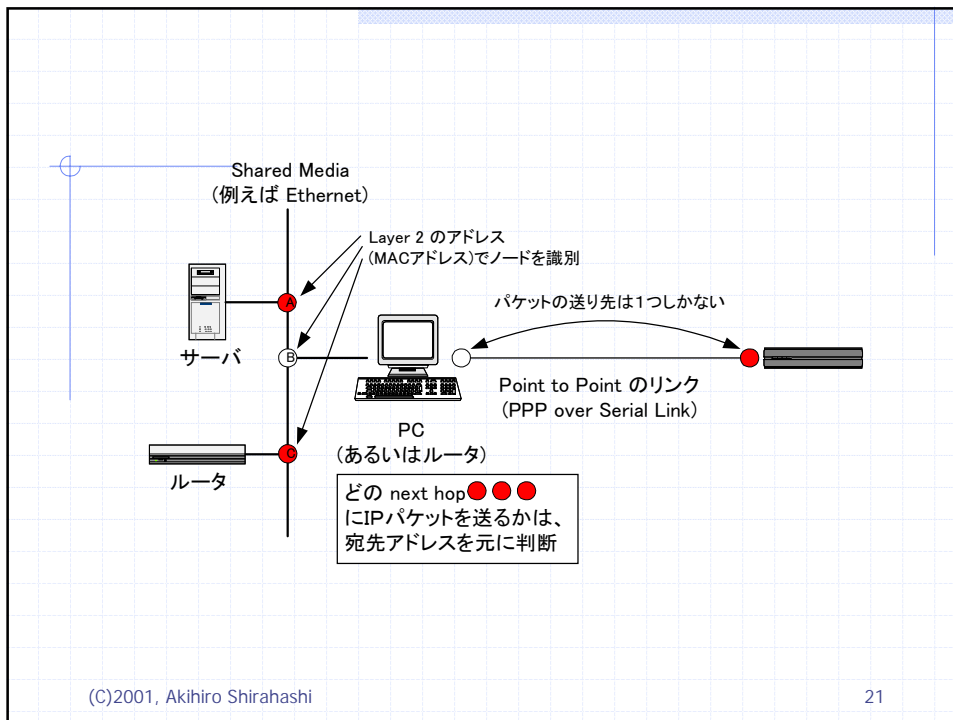 Shared Media
(例えば Ethernet)
Layer 2 のアドレス
(MACアドレス)でノードを識別
A
B
C
サーバ
ルータ
パケットの送り先は1つしかない
Point to Point のリンク
(PPP over Serial Link)
PC
(あるいはルータ)
どの next hop
にIPパケットを送るかは、
宛先アドレスを元に判断
(C)2001, Akihiro Shirahashi
21